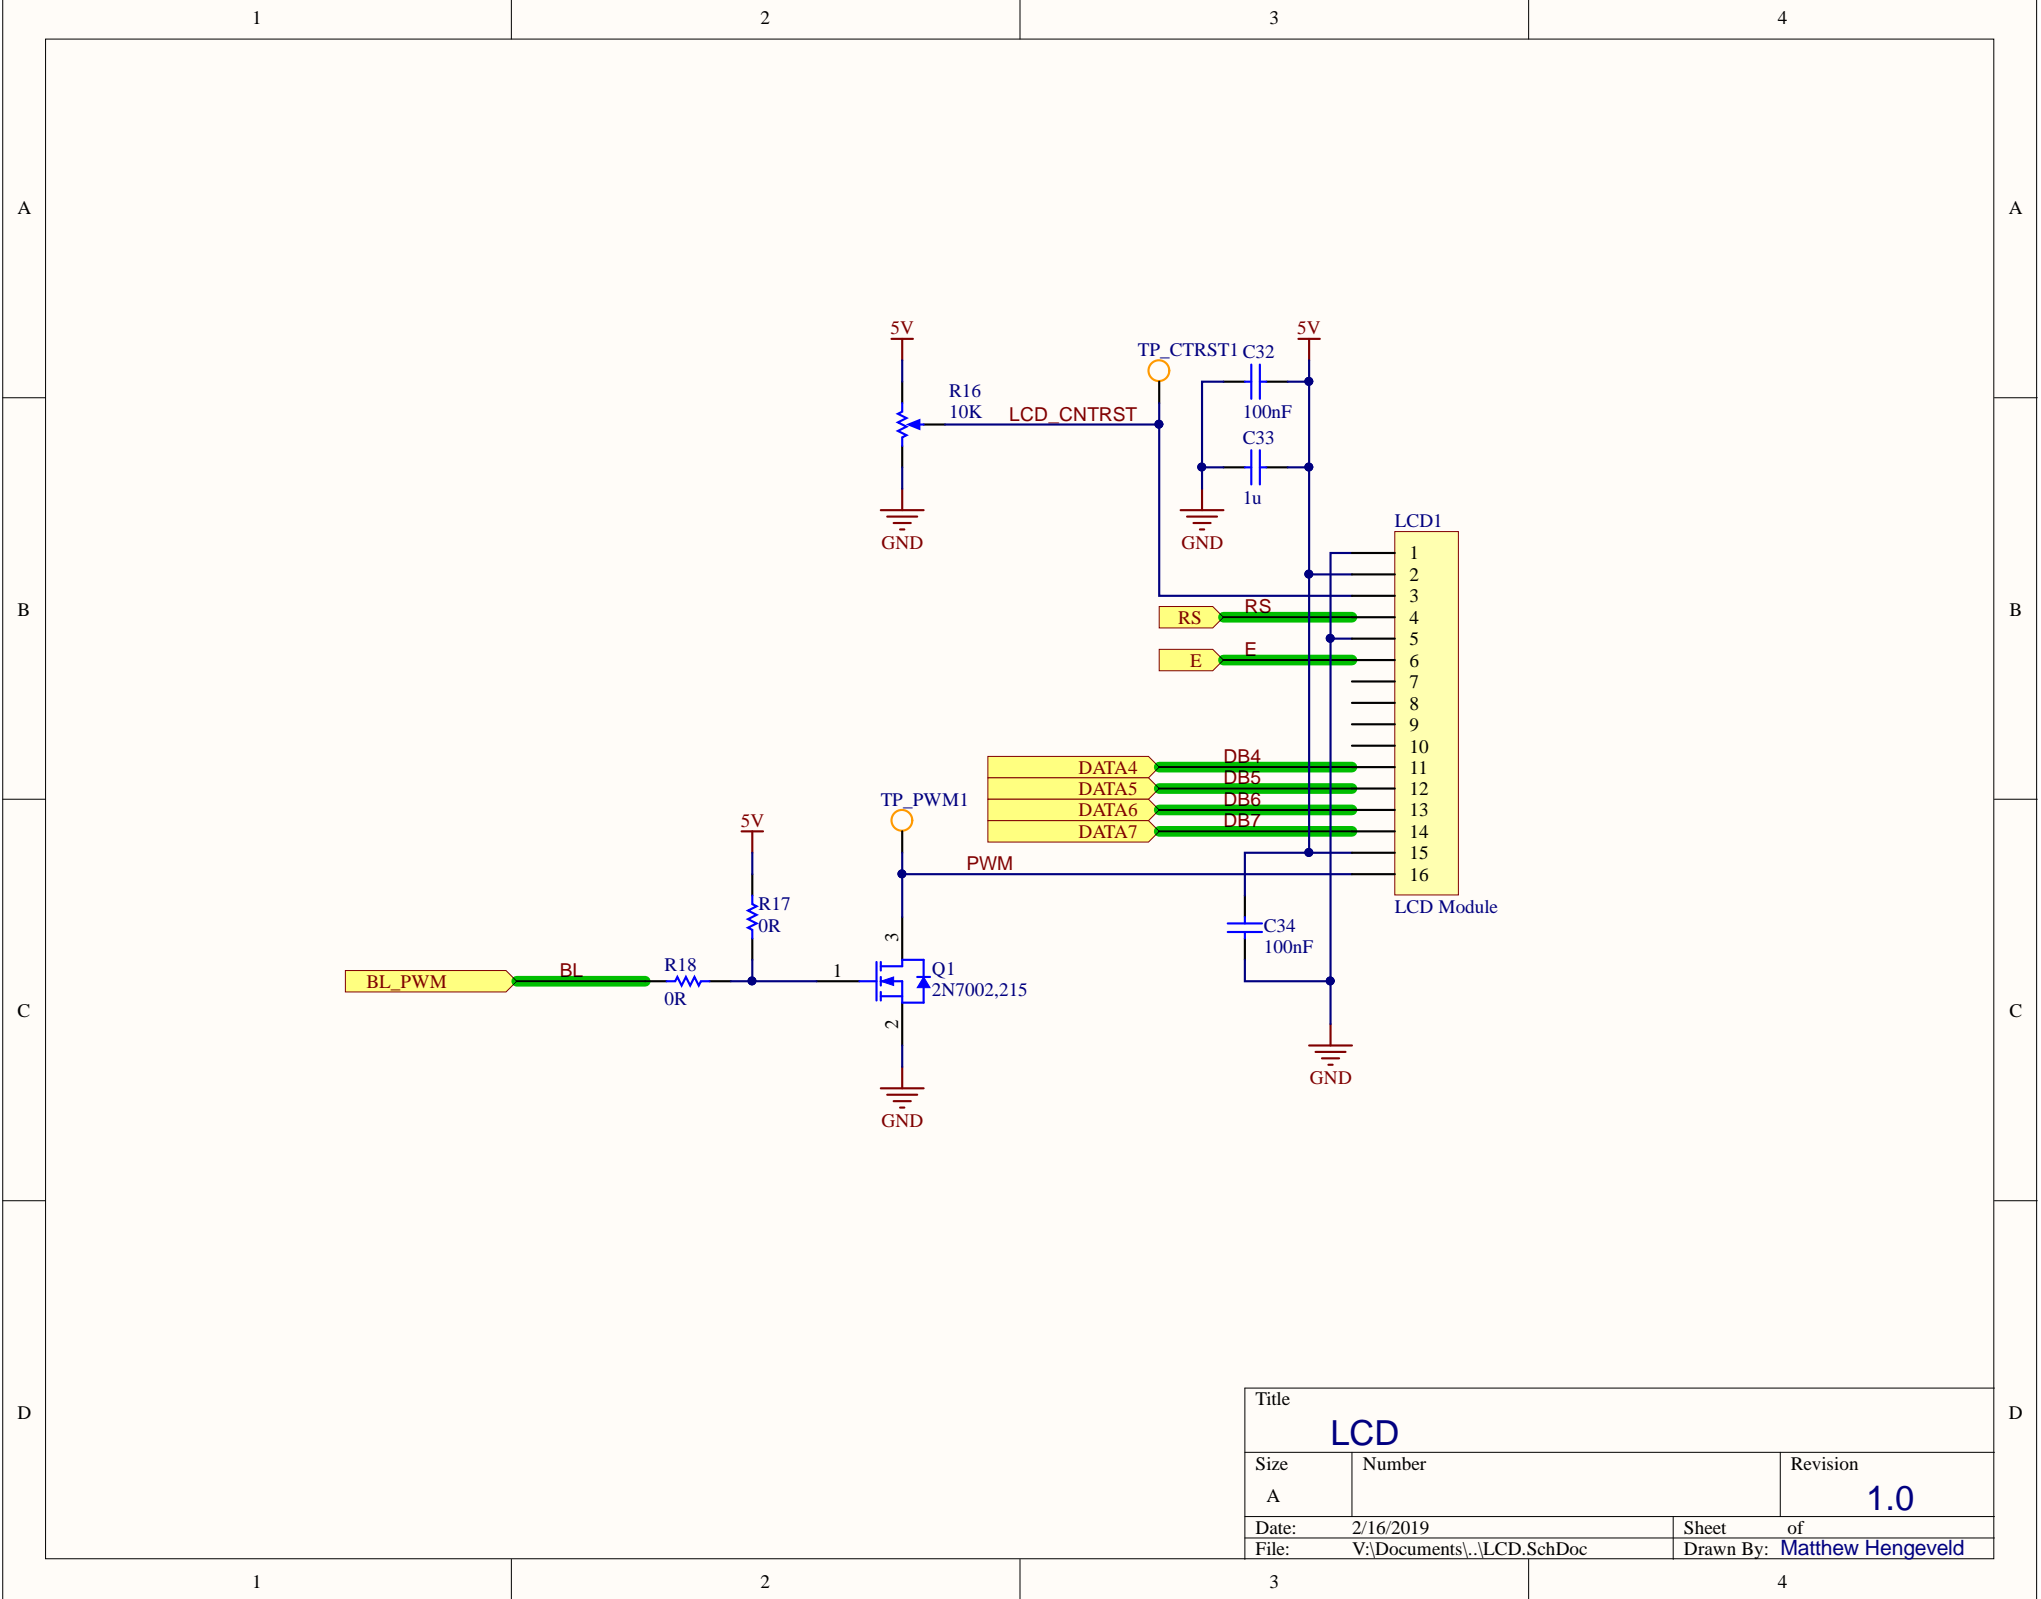 1 2 3 4
A A
5V 5V
TP_CTRST1 C32
R16
10K LCD_CNTRST 100nF
C33
1u
LCD1
GND GND
1
2
3
B RS RS 4 B
5
E E 6
7
8
9
10
DATA4 DB4 11
DATA5 DB5 12
TP_PWM1 DATA6 DB6 13
5V DATA7 DB7 14
15
PWM 16
R17 LCD Module
0R C34
3 100nF
BL_PWM BL R18 1 Q1
0R 2N7002,215
C 2 C
GND
GND
Title
D LCD D
Size Number Revision
A 1.0
Date: 2/16/2019 Sheet of
File: V:\Documents\..\LCD.SchDoc Drawn By: Matthew Hengeveld
1 2 3 4